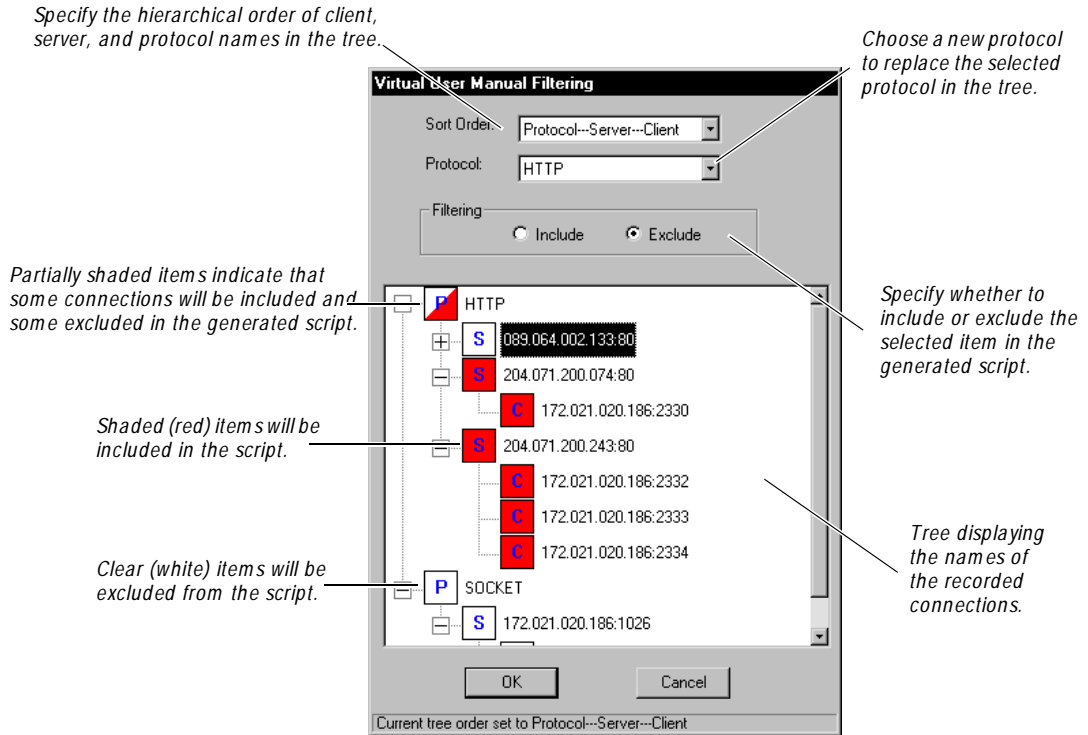 Specify the hierarchical order of client,
server, and protocol names in the tree.
Choose a new protocol
to replace the selected
protocol in the tree.
Virtual User Manual Filtering
Sort Order:
Protocol---Server---Client
Protocol:
HTTP
Filtering
Include
Exclude
Partially shaded items indicate that
some connections will be included and
some excluded in the generated script.
Specify whether to
include or exclude the
selected item in the
generated script.
P HTTP
S 089.064.002.133:80
S 204.071.200.074:80
C 172.021.020.186:2330
Shaded (red) items will be
included in the script.
S 204.071.200.243:80
C 172.021.020.186:2332
C 172.021.020.186:2333
C 172.021.020.186:2334
Tree displaying
the names of
the recorded
connections.
Clear (white) items will be
excluded from the script.
P SOCKET
S 172.021.020.186:1026
OK
Cancel
Current tree order set to Protocol---Server---Client